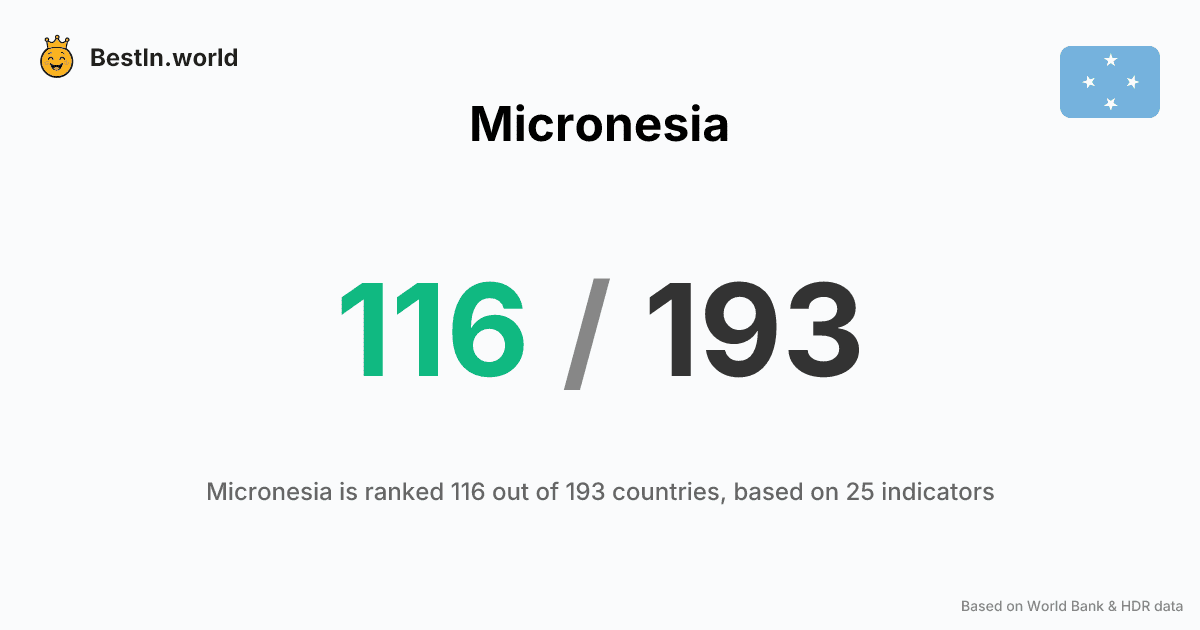 BestIn.world
Micronesia
116 / 193
Micronesia is ranked 116 out of 193 countries, based on 25 indicators
Based on World Bank & HDR data